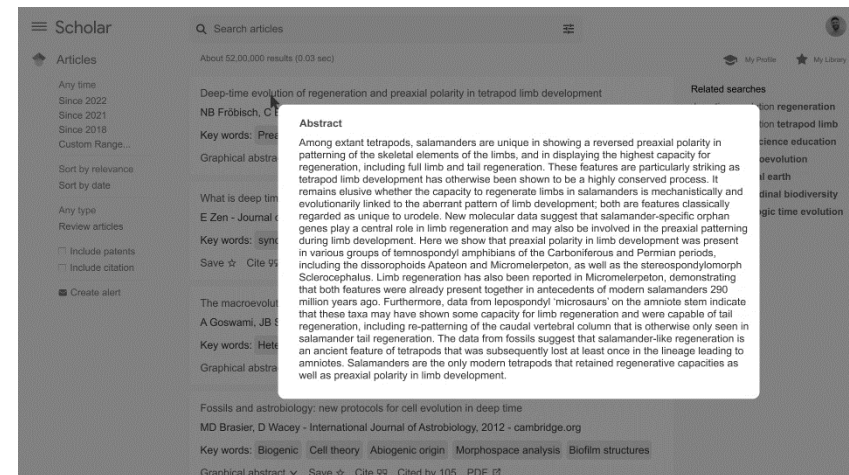 Scholar
Search articles
Articles
About 52,00,000 results (0.03 sec)
My Profile
My Library
Any time
Since 2022
Since 2021
Since 2018
Custom Range...
Sort by relevance
Sort by date
Any type
Review articles
Include patents
Include citation
Create alert
Deep-time evolution of regeneration and preaxial polarity in tetrapod limb development
NB Fröbisch, C
Key words: Prea
Graphical abstra
What is deep tim
E Zen - Journal
Key words: sync
Save Cite
The macroevolut
A Goswami, JB S
Key words: Hete
Graphical abstra
Fossils and astrobiology: new protocols for cell evolution in deep time
MD Brasier, D Wacey - International Journal of Astrobiology, 2012 - cambridge.org
Key words: Biogenic Cell theory Abiogenic origin Morphospace analysis Biofilm structures
Graphical abstract Save Cite Cited by 105 PDF
Abstract
Among extant tetrapods, salamanders are unique in showing a reversed preaxial polarity in
patterning of the skeletal elements of the limbs, and in displaying the highest capacity for
regeneration, including full limb and tail regeneration. These features are particularly striking as
tetrapod limb development has otherwise been shown to be a highly conserved process. It
remains elusive whether the capacity to regenerate limbs in salamanders is mechanistically and
evolutionarily linked to the aberrant pattern of limb development; both are features classically
regarded as unique to urodele. New molecular data suggest that salamander-specific orphan
genes play a central role in limb regeneration and may also be involved in the preaxial patterning
during limb development. Here we show that preaxial polarity in limb development was present
in various groups of temnospondyl amphibians of the Carboniferous and Permian periods,
including the dissorophoids Apateon and Micromelerpeton, as well as the stereospondylomorph
Sclerocephalus. Limb regeneration has also been reported in Micromelerpeton, demonstrating
that both features were already present together in antecedents of modern salamanders 290
million years ago. Furthermore, data from lepospondyl 'microsaurs' on the amniote stem indicate
that these taxa may have shown some capacity for limb regeneration and were capable of tail
regeneration, including re-patterning of the caudal vertebral column that is otherwise only seen in
salamander tail regeneration. The data from fossils suggest that salamander-like regeneration is
an ancient feature of tetrapods that was subsequently lost at least once in the lineage leading to
amniotes. Salamanders are the only modern tetrapods that retained regenerative capacities as
well as preaxial polarity in limb development.
Related searches
tion regeneration
tion tetrapod limb
cience education
oevolution
al earth
dinal biodiversity
ogic time evolution